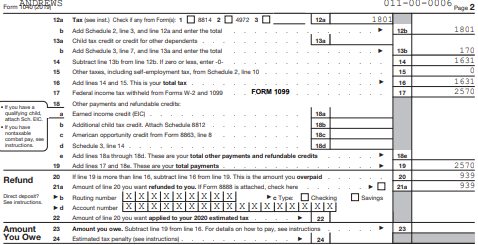 ANDREWS 011-00-0006
Form 1040 (2019) Page 2
12a Tax (see inst.) Check if any from Form(s): 1 8814 2 4972 3 12a 1801
b Add Schedule 2, line 3, and line 12a and enter the total 12b 1801
13a Child tax credit or credit for other dependents 13a
b Add Schedule 3, line 7, and line 13a and enter the total 13b 170
14 Subtract line 13b from line 12b. If zero or less, enter -0- 14 1631
15 Other taxes, including self-employment tax, from Schedule 2, line 10 15 0
16 Add lines 14 and 15. This is your total tax 16 1631
17 Federal income tax withheld from Forms W-2 and 1099 FORM 1099 17 2570
18 Other payments and refundable credits:
• If you have a qualifying child, attach Sch. EIC.
• If you have nontaxable combat pay, see instructions.
a Earned income credit (EIC) 18a
b Additional child tax credit. Attach Schedule 8812 18b
c American opportunity credit from Form 8863, line 8 18c
d Schedule 3, line 14 18d
e Add lines 18a through 18d. These are your total other payments and refundable credits 18e
19 Add lines 17 and 18e. These are your total payments 19 2570
Refund 20 If line 19 is more than line 16, subtract line 16 from line 19. This is the amount you overpaid 20 939
21a Amount of line 20 you want refunded to you. If Form 8888 is attached, check here 21a 939
Direct deposit? See instructions.
b Routing number X X X X X X X X X c Type: Checking Savings
d Account number X X X X X X X X X X X X X X X X X
22 Amount of line 20 you want applied to your 2020 estimated tax 22
Amount You Owe 23 Amount you owe. Subtract line 19 from line 16. For details on how to pay, see instructions 23
24 Estimated tax penalty (see instructions) 24